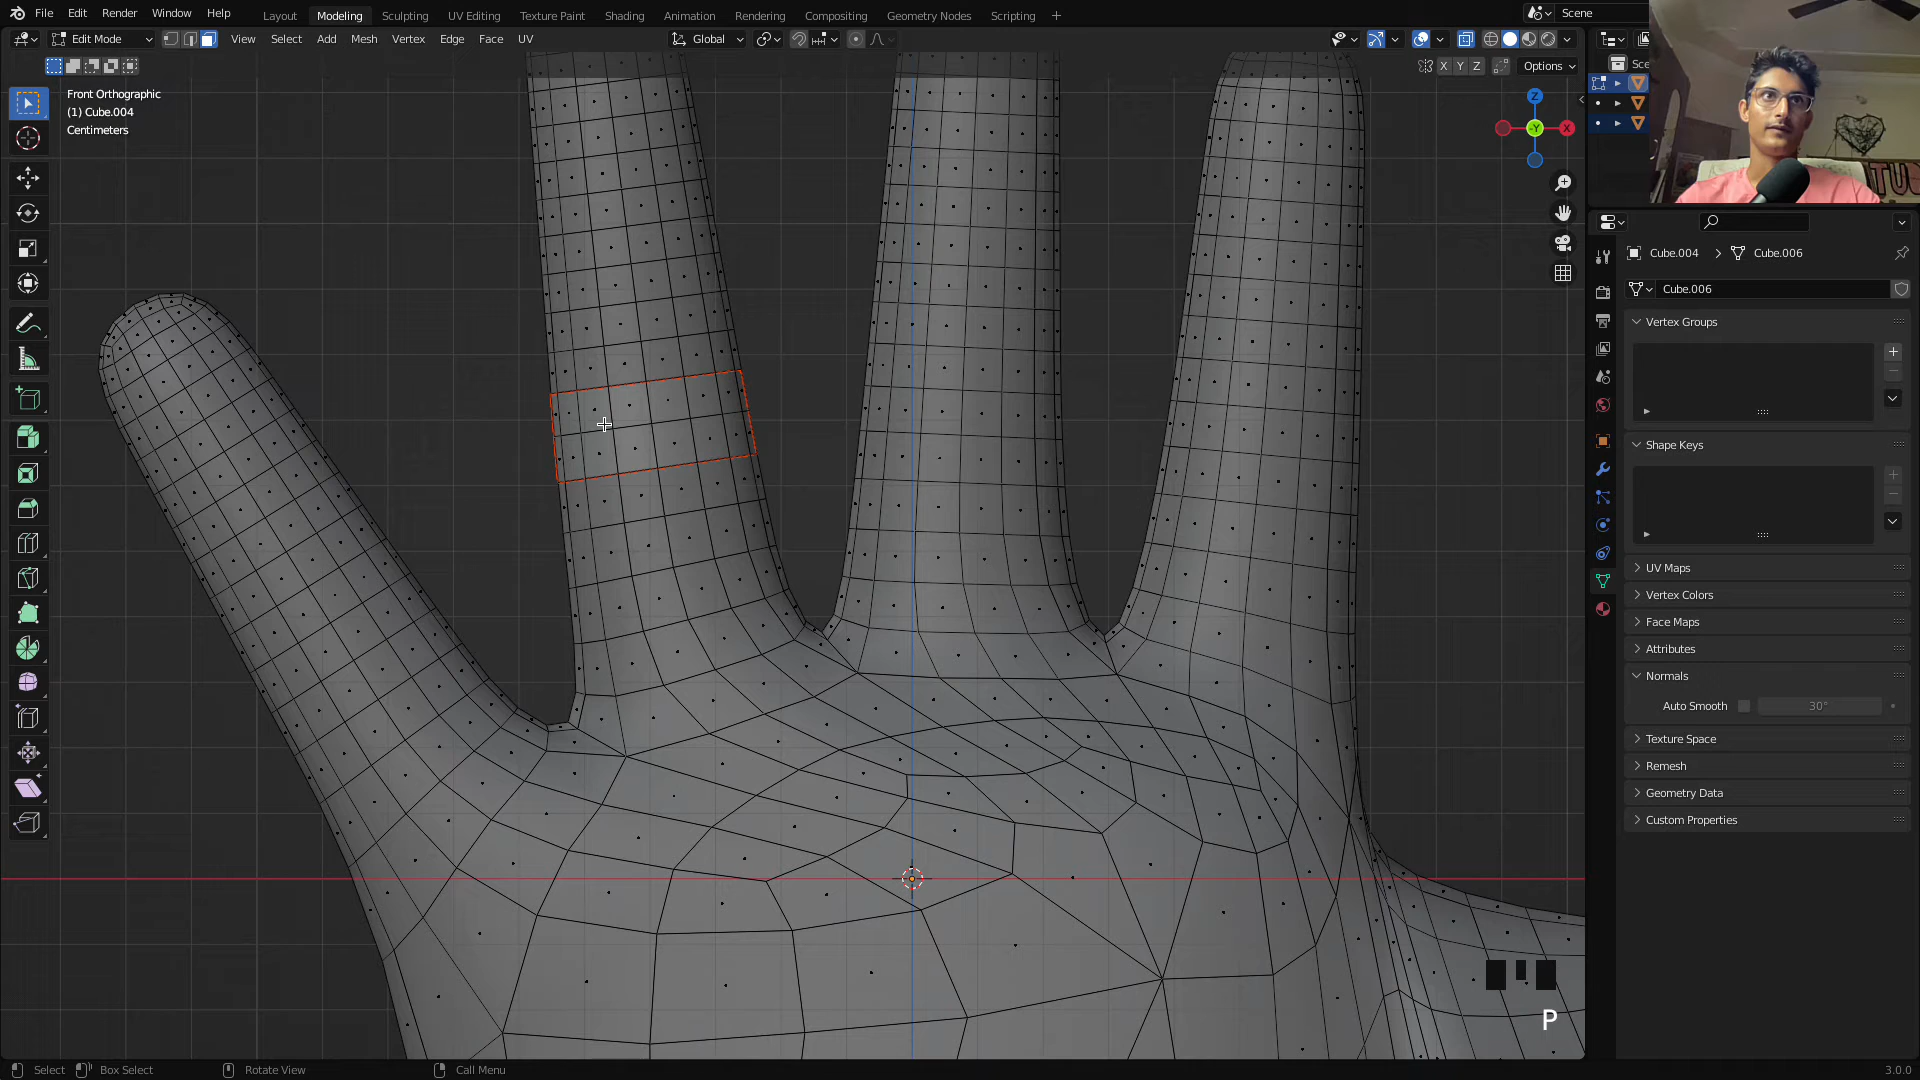 File Edit Render Window Help
Layout Modeling Sculpting UV Editing Texture Paint Shading Animation Rendering Compositing Geometry Nodes Scripting +
Scene
Edit Mode View Select Add Mesh Vertex Edge Face UV
Global
X Y Z Options
Sce
Front Orthographic
(1) Cube.004
Centimeters
Z
X
-Y
Cube.004 > Cube.006
Cube.006
Vertex Groups
Shape Keys
UV Maps
Vertex Colors
Face Maps
Attributes
Normals
Auto Smooth 30°
Texture Space
Remesh
Geometry Data
Custom Properties
P
Select Box Select Rotate View Call Menu 3.0.0